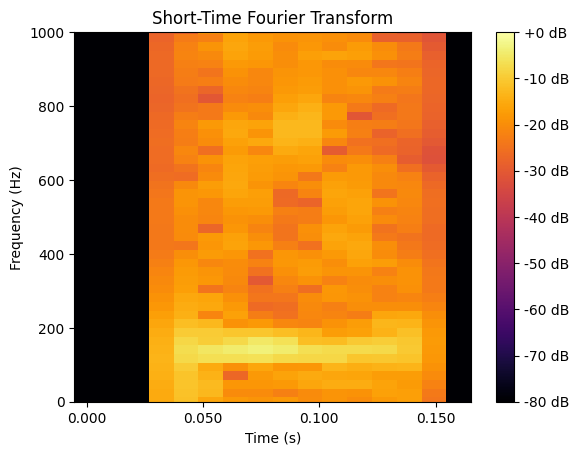 Short-Time Fourier Transform
1000
800
600
400
200
0
Frequency (Hz)
0.000
0.050
0.100
0.150
Time (s)
+0 dB
-10 dB
-20 dB
-30 dB
-40 dB
-50 dB
-60 dB
-70 dB
-80 dB